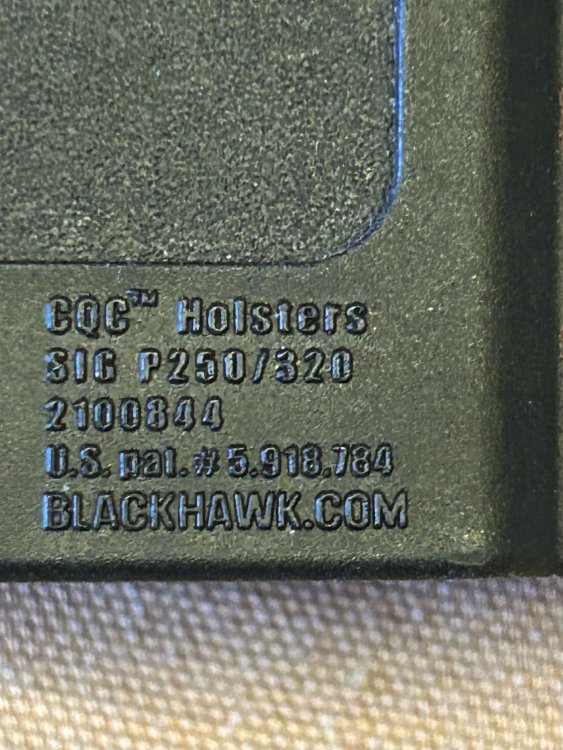 CQC™ Holsters
SIG P250/320
2100844
U.S. pat.# 5.918.784
BLACKHAWK.COM